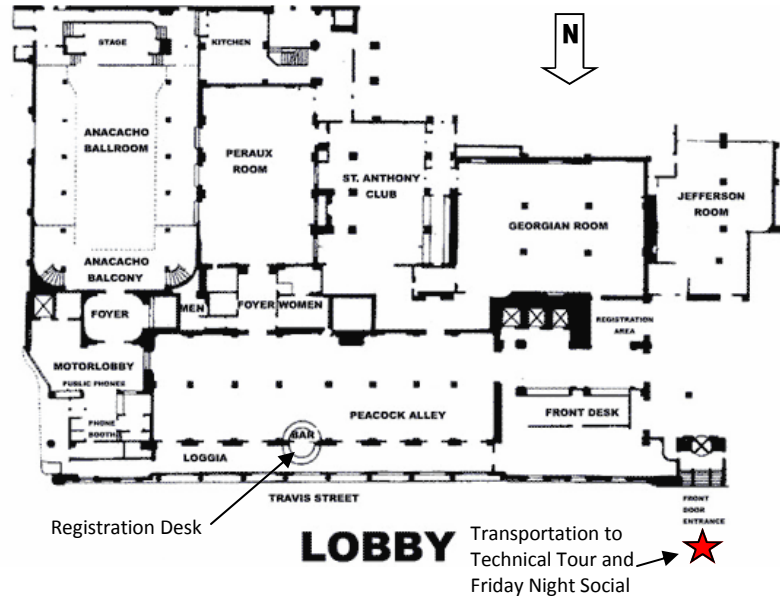 STAGE
KITCHEN
N
ANACACHO
BALLROOM
PERAUX
ROOM
ST. ANTHONY
CLUB
JEFFERSON
ROOM
GEORGIAN ROOM
ANACACHO
BALCONY
FOYER
MEN
FOYER
WOMEN
REGISTRATION
AREA
MOTORLOBBY
PUBLIC PHONES
PHONE
BOOTH
PEACOCK ALLEY
FRONT DESK
BAR
LOGGIA
TRAVIS STREET
FRONT
DOOR
ENTRANCE
Registration Desk
LOBBY
Transportation to
Technical Tour and
Friday Night Social